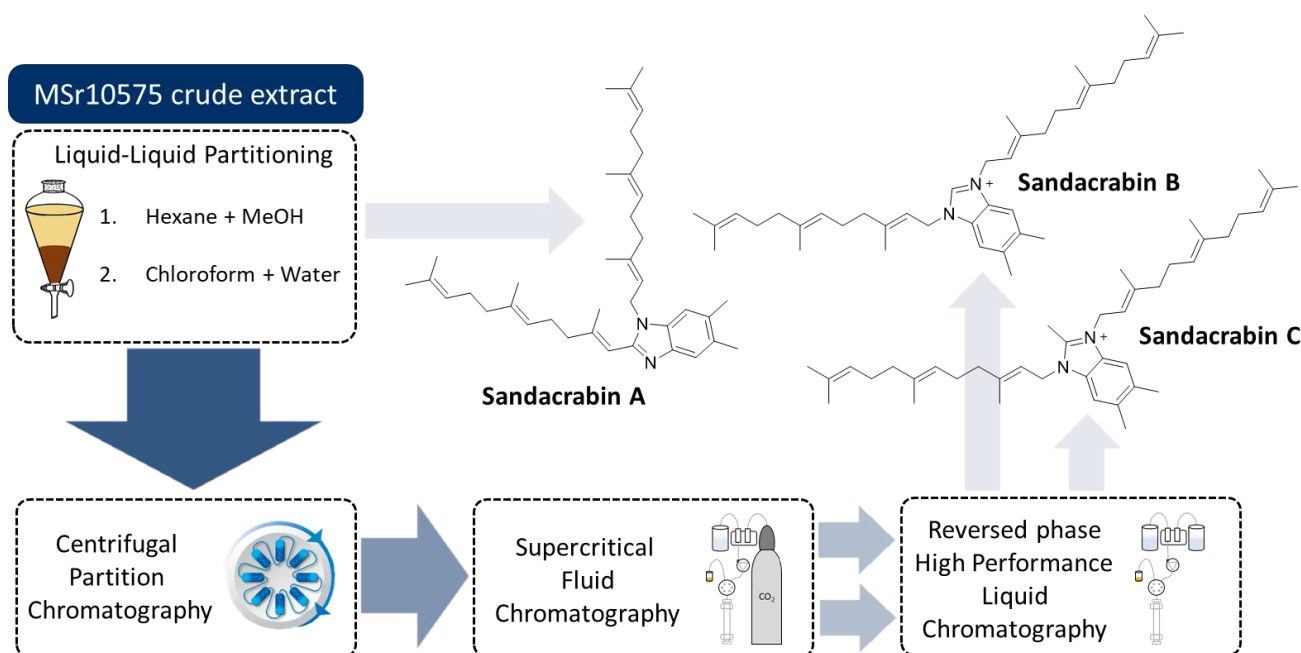 MSr10575 crude extract
Liquid-Liquid Partitioning
1. Hexane + MeOH
2. Chloroform + Water
N
N
Sandacrabin A
N +
N
Sandacrabin B
N +
N
Sandacrabin C
Centrifugal
Partition
Chromatography
Supercritical
Fluid
Chromatography
CO₂
Reversed phase
High Performance
Liquid
Chromatography